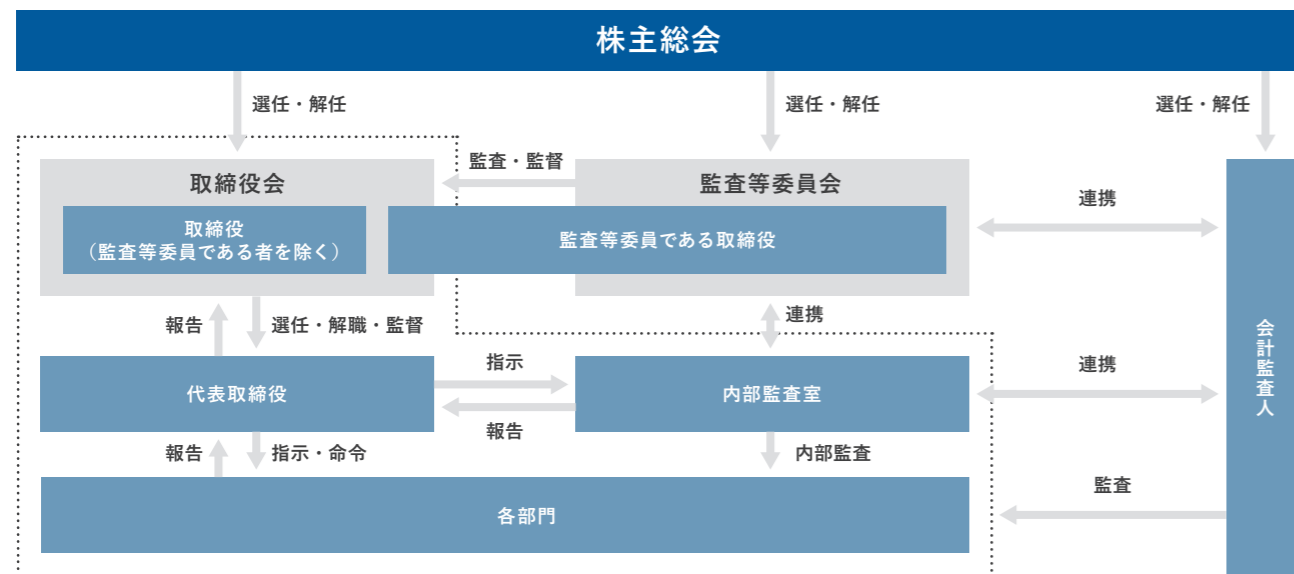 株主総会
選任・解任
選任・解任
選任・解任
取締役会
監査・監督
監査等委員会
連携
取締役
（監査等委員である者を除く）
監査等委員である取締役
報告
選任・解職・監督
連携
会計監査人
代表取締役
指示
報告
内部監査室
連携
報告
指示・命令
内部監査
監査
各部門